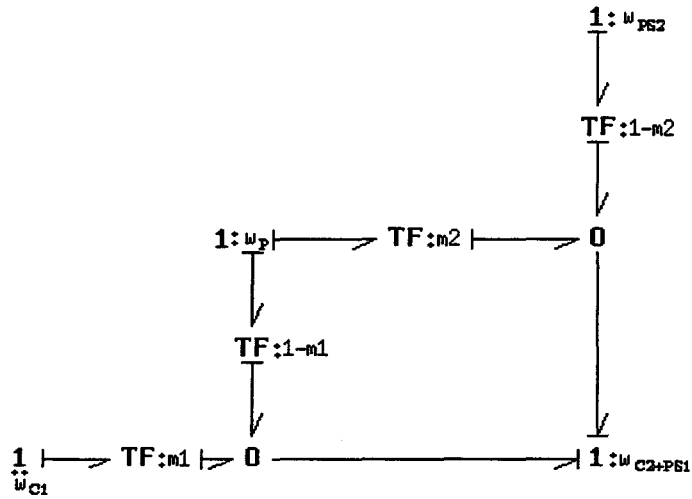 1:ω_PS2
TF:1-m2
1:ω_P TF:m2 0
TF:1-m1
1 TF:m1 0 1:ω_C2+PS1
ω_C1